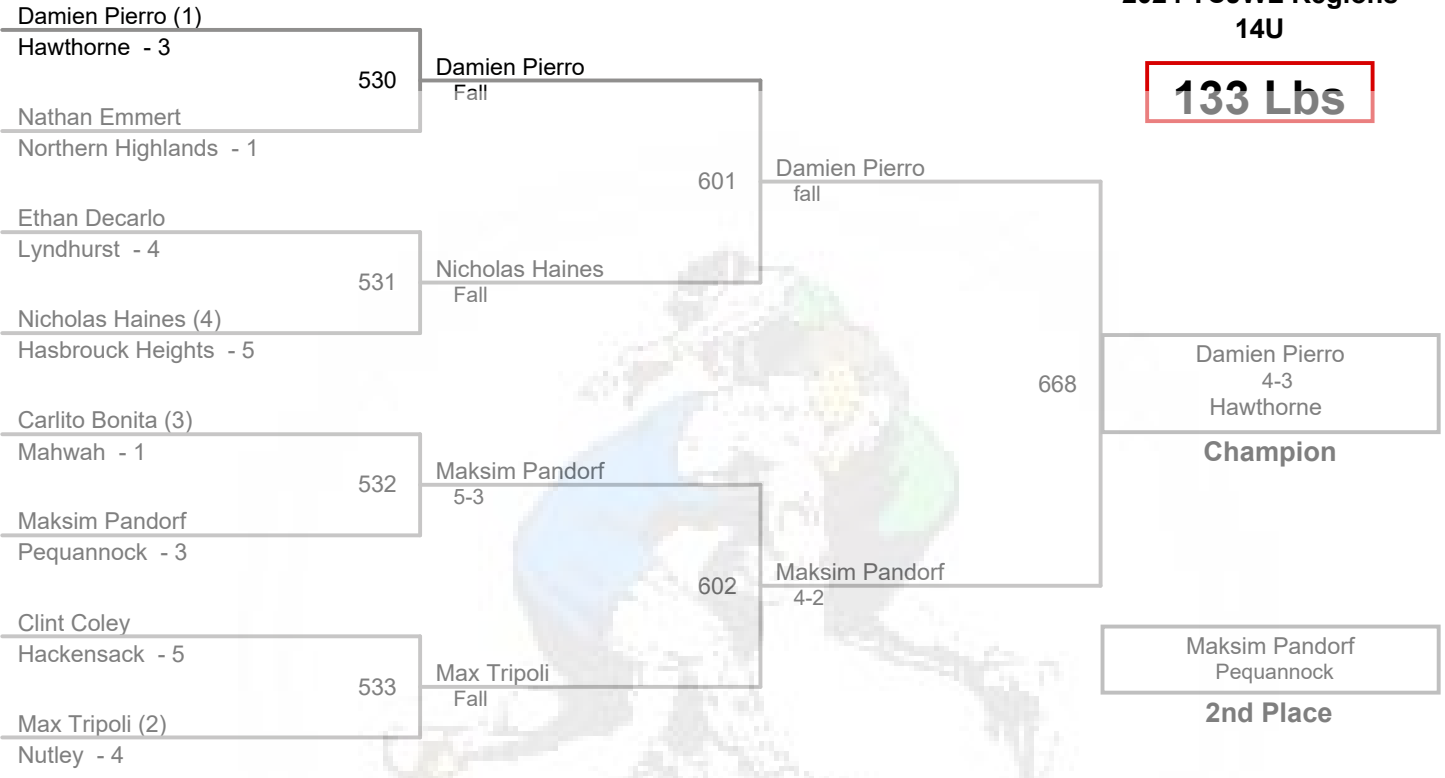 14U
133 Lbs
Damien Pierro (1)
Hawthorne - 3
530
Damien Pierro
Fall
Nathan Emmert
Northern Highlands - 1
601
Damien Pierro
fall
Ethan Decarlo
Lyndhurst - 4
531
Nicholas Haines
Fall
Nicholas Haines (4)
Hasbrouck Heights - 5
668
Damien Pierro
4-3
Hawthorne
Champion
Carlito Bonita (3)
Mahwah - 1
532
Maksim Pandorf
5-3
Maksim Pandorf
Pequannock - 3
602
Maksim Pandorf
4-2
Clint Coley
Hackensack - 5
533
Max Tripoli
Fall
Max Tripoli (2)
Nutley - 4
Maksim Pandorf
Pequannock
2nd Place